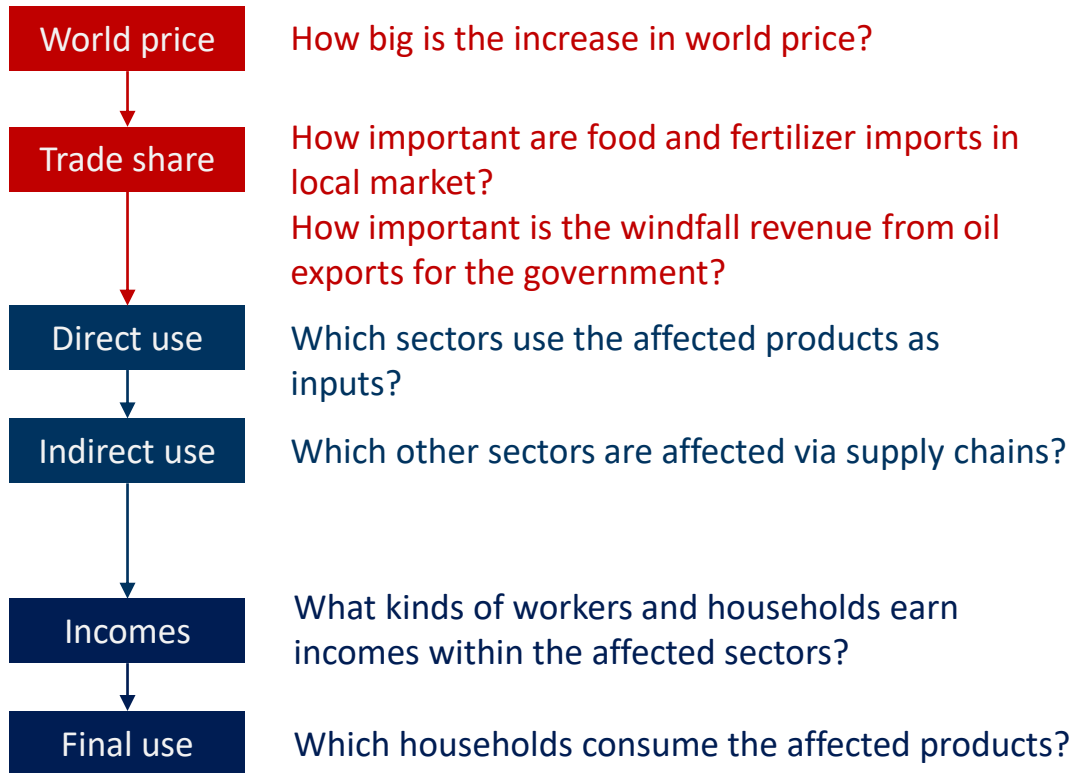 World price
How big is the increase in world price?
Trade share
How important are food and fertilizer imports in
local market?
How important is the windfall revenue from oil
exports for the government?
Direct use
Which sectors use the affected products as
inputs?
Indirect use
Which other sectors are affected via supply chains?
Incomes
What kinds of workers and households earn
incomes within the affected sectors?
Final use
Which households consume the affected products?